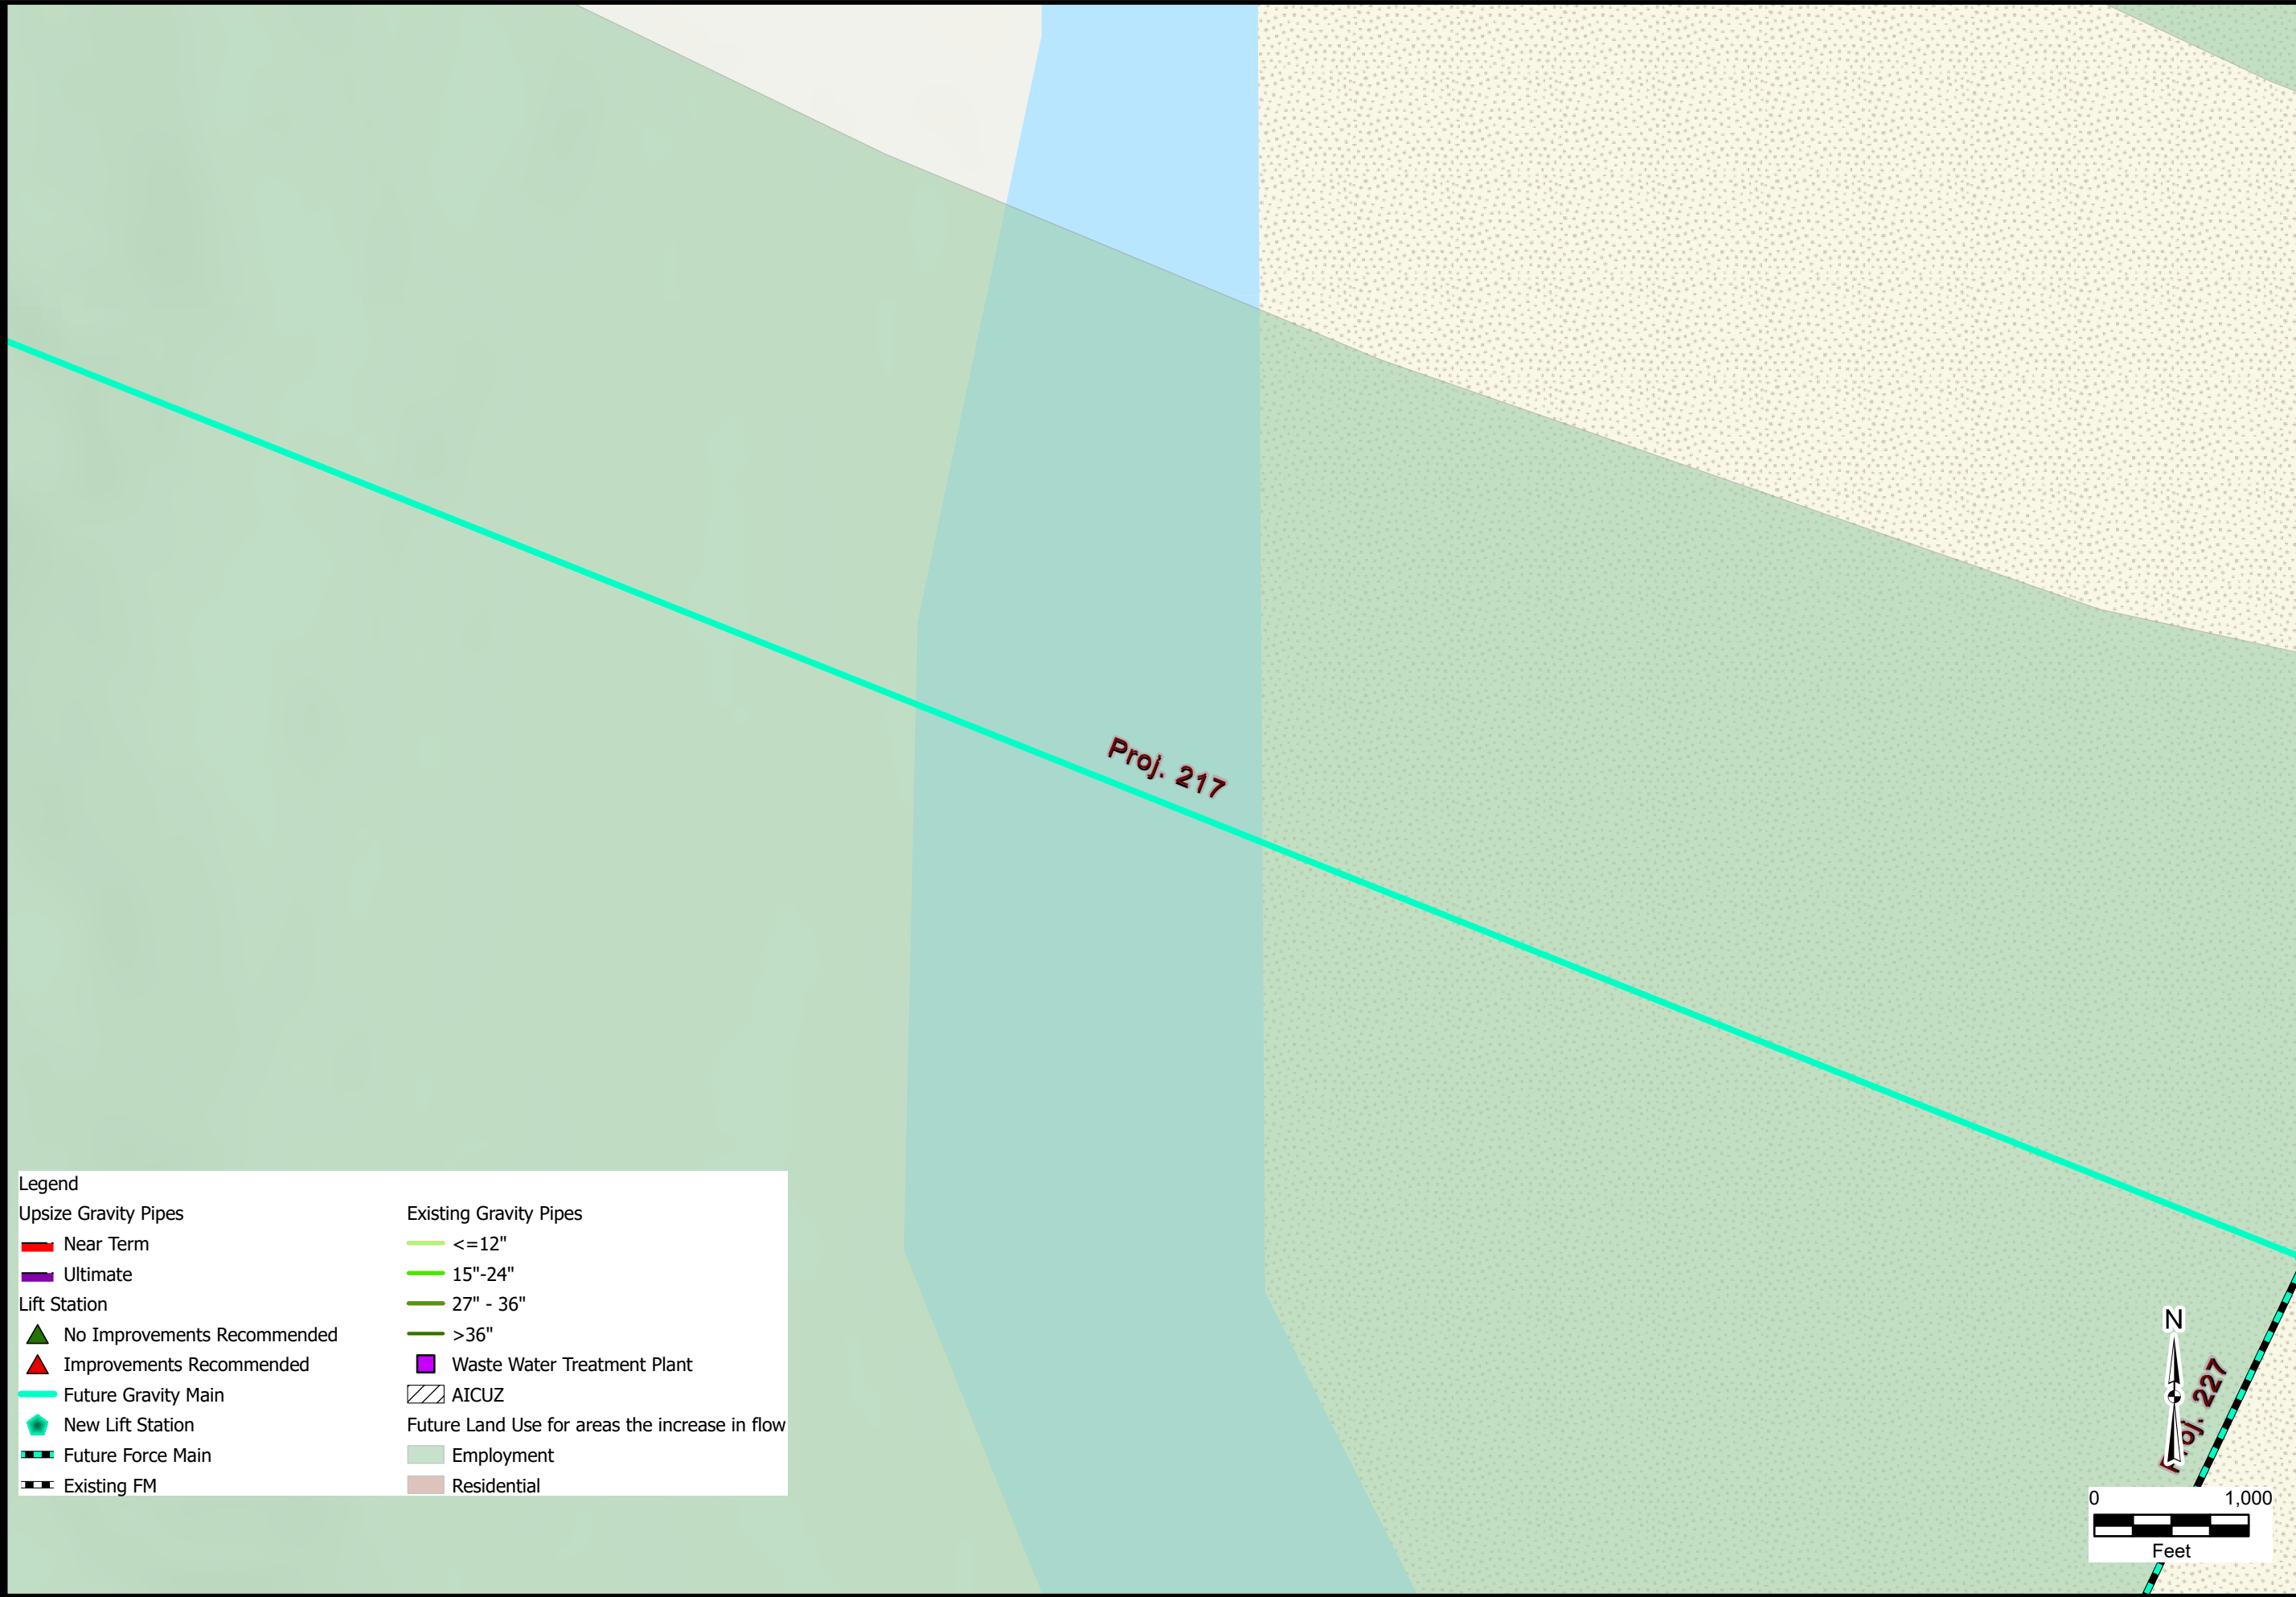 Proj. 217
Legend
Upsize Gravity Pipes
Near Term
Ultimate
Lift Station
No Improvements Recommended
Improvements Recommended
Future Gravity Main
New Lift Station
Future Force Main
Existing FM
Existing Gravity Pipes
<=12"
15"-24"
27" - 36"
>36"
Waste Water Treatment Plant
AICUZ
Future Land Use for areas the increase in flow
Employment
Residential
N
Proj. 227
0 1,000
Feet